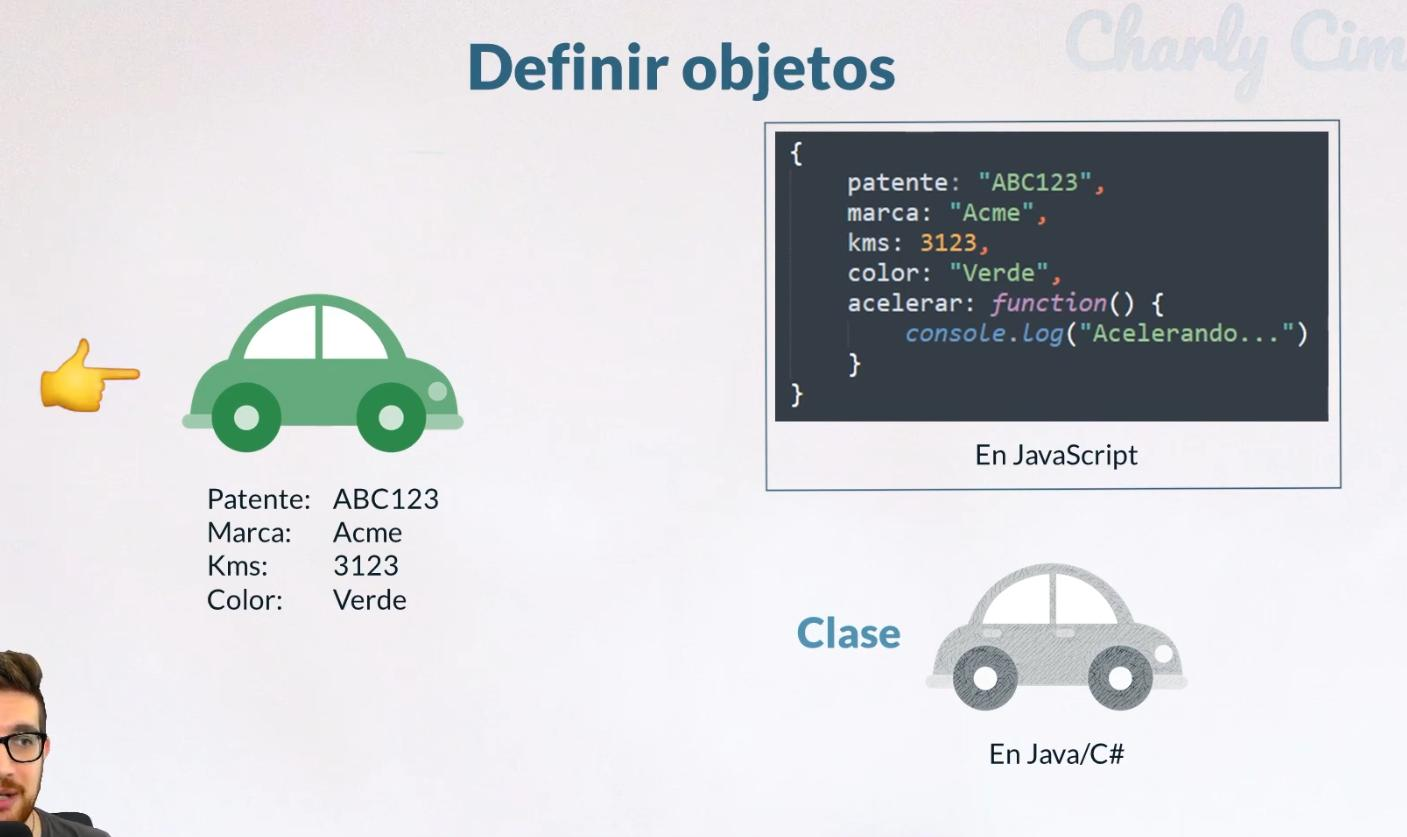 Charly Cim
Definir objetos
{
patente: "ABC123",
marca: "Acme",
kms: 3123,
color: "Verde",
acelerar: function() {
console.log("Acelerando...")
}
}
En JavaScript
Patente: ABC123
Marca: Acme
Kms: 3123
Color: Verde
Clase
En Java/C#